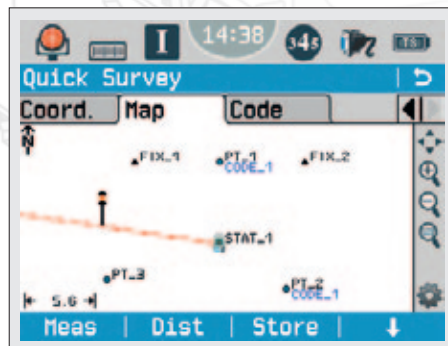 I 14:38 345
Quick Survey
Coord. Map Code
N
FIX_1 PT_1 FIX_2
CODE_1
STAT_1
PT_3 PT_2
CODE_1
5.6
Meas | Dist | Store |